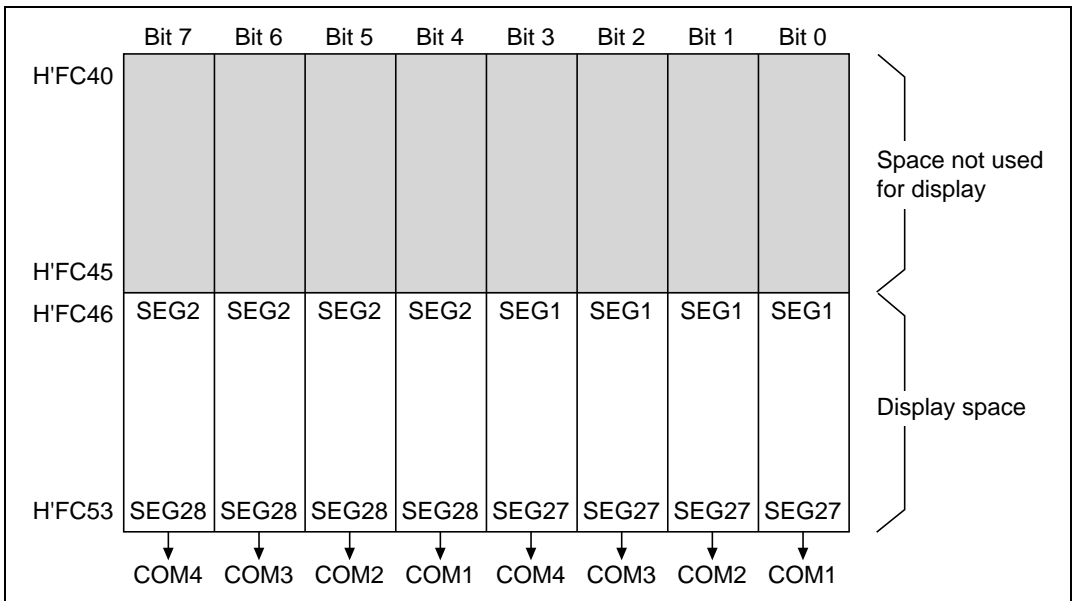 Bit 7 Bit 6 Bit 5 Bit 4 Bit 3 Bit 2 Bit 1 Bit 0
H'FC40
Space not used
for display
H'FC45
H'FC46 SEG2 SEG2 SEG2 SEG2 SEG1 SEG1 SEG1 SEG1
Display space
H'FC53 SEG28 SEG28 SEG28 SEG28 SEG27 SEG27 SEG27 SEG27
COM4 COM3 COM2 COM1 COM4 COM3 COM2 COM1